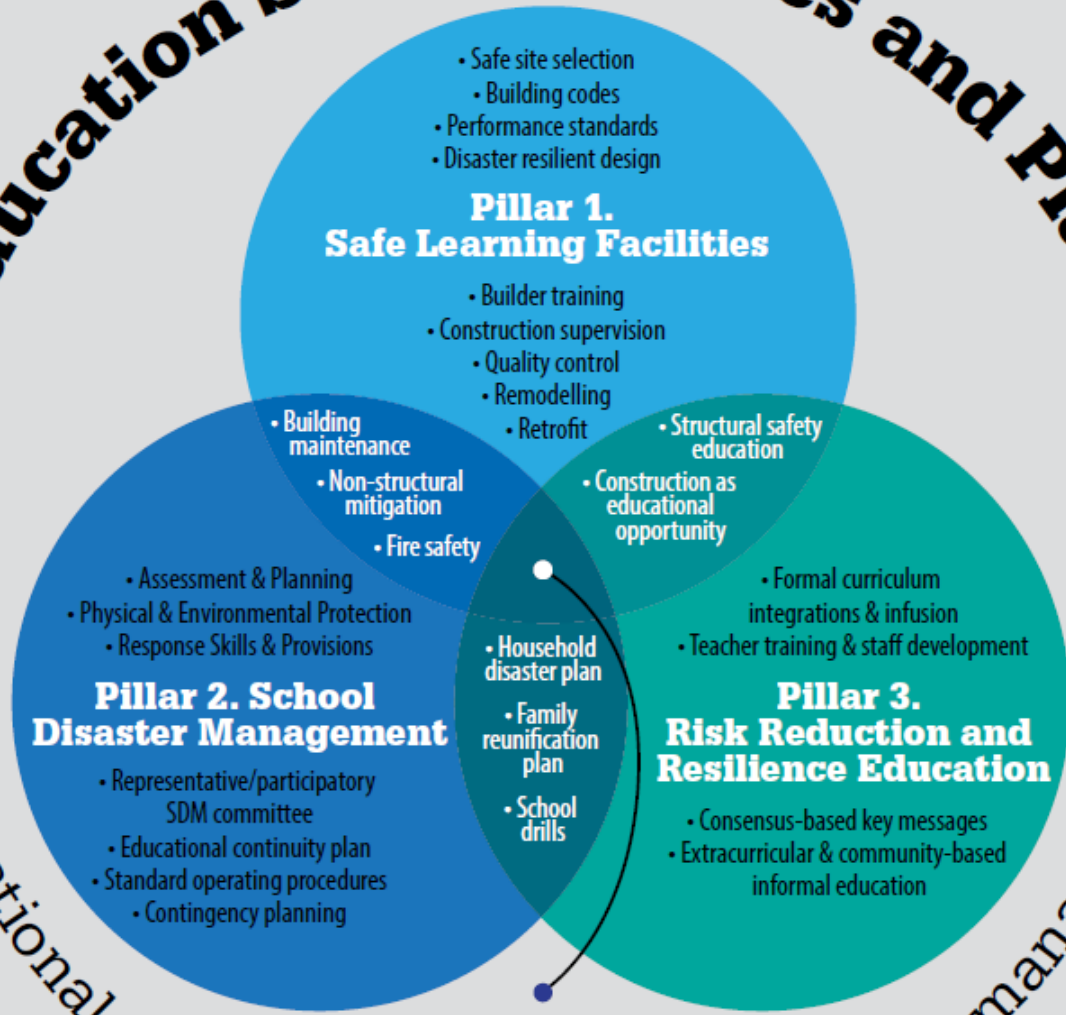 ucation S
es and Pl
• Safe site selection
• Building codes
• Performance standards
• Disaster resilient design
Pillar 1.
Safe Learning Facilities
• Builder training
• Construction supervision
• Quality control
• Remodelling
• Retrofit
• Building
maintenance
• Non-structural
mitigation
• Fire safety
• Structural safety
education
• Construction as
educational
opportunity
• Assessment & Planning
• Physical & Environmental Protection
• Response Skills & Provisions
Pillar 2. School
Disaster Management
• Representative/participatory
SDM committee
• Educational continuity plan
• Standard operating procedures
• Contingency planning
• Household
disaster plan
• Family
reunification
plan
• School
drills
• Formal curriculum
integrations & infusion
• Teacher training & staff development
Pillar 3.
Risk Reduction and
Resilience Education
• Consensus-based key messages
• Extracurricular & community-based
informal education
tional
mana